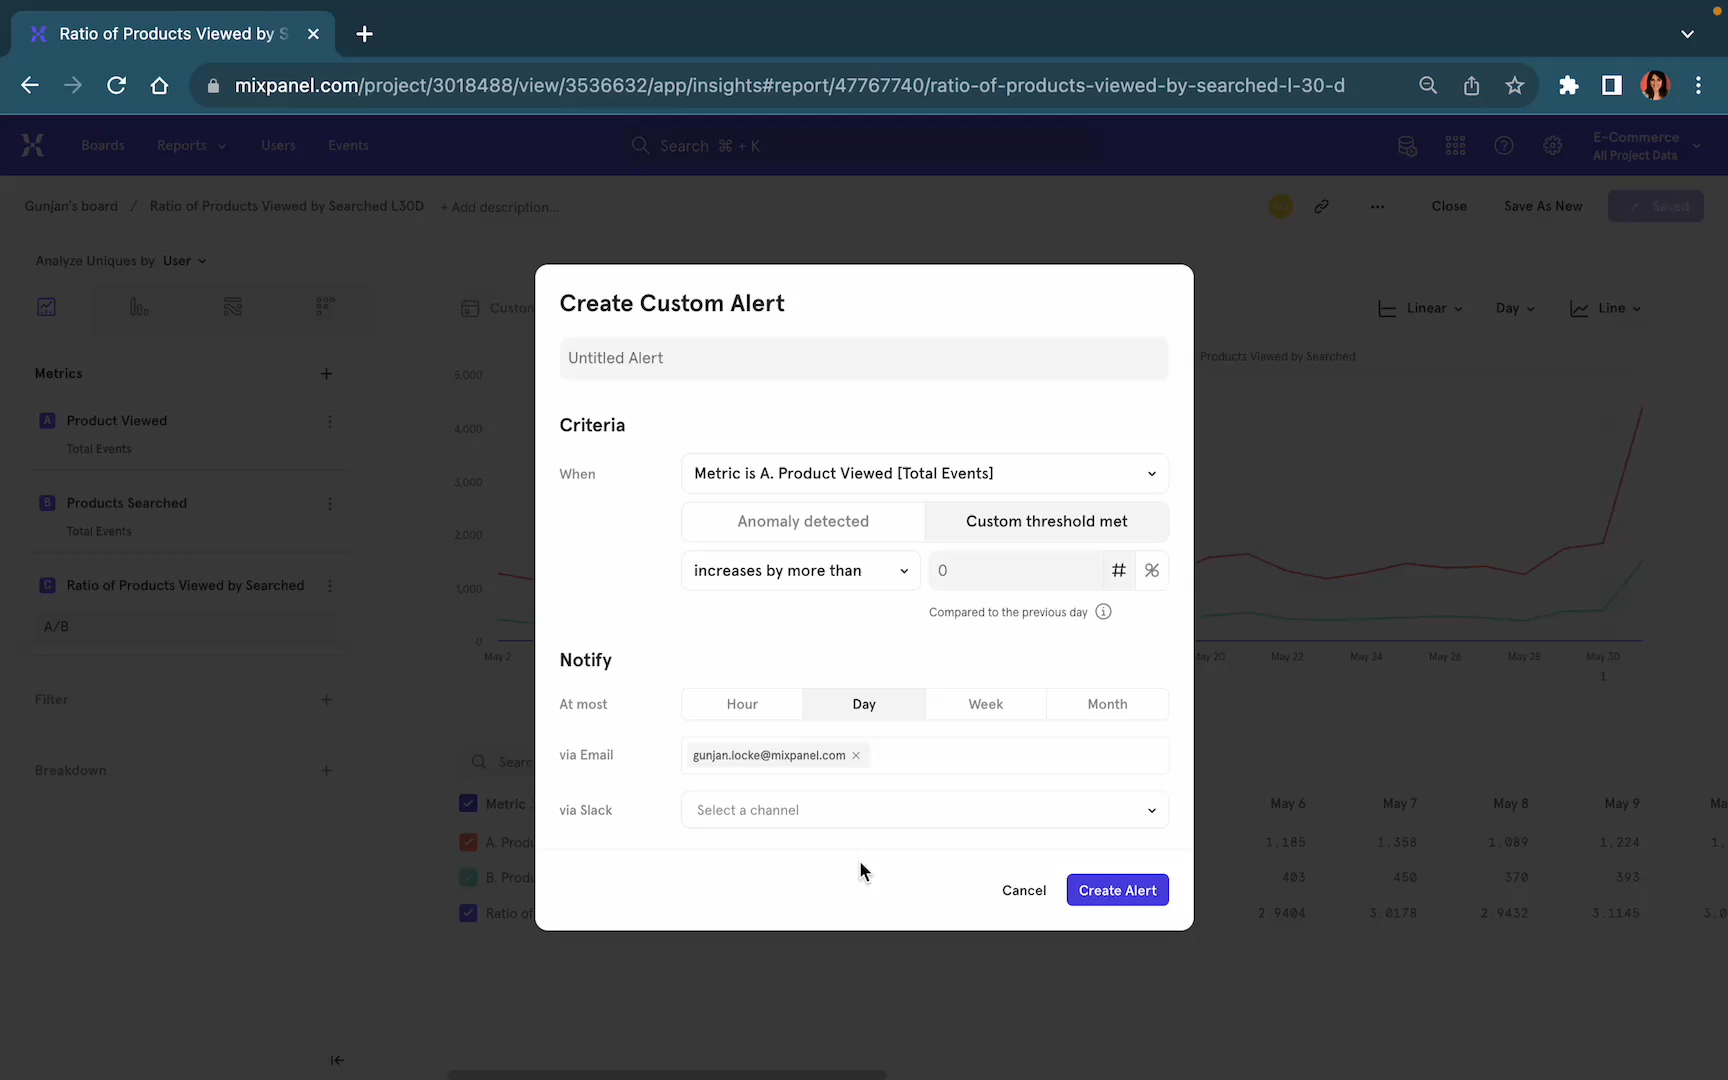 Ratio of Products Viewed by S
mixpanel.com/project/3018488/view/3536632/app/insights#report/47767740/ratio-of-products-viewed-by-searched-l-30-d
Boards Reports Users Events Search ⌘ + K E-Commerce
All Project Data
Gunjan's board / Ratio of Products Viewed by Searched L30D + Add description... Close Save As New Saved
Analyze Uniques by User
Custom Linear Day Line
Create Custom Alert
Untitled Alert
Products Viewed by Searched
Metrics
A Product Viewed
Total Events
B Products Searched
Total Events
C Ratio of Products Viewed by Searched
A/B
Filter
Breakdown
5,000
4,000
3,000
2,000
1,000
0
May 2
Criteria
When Metric is A. Product Viewed [Total Events]
Anomaly detected Custom threshold met
increases by more than 0 # %
Compared to the previous day
Notify
At most Hour Day Week Month
via Email gunjan.locke@mixpanel.com
via Slack Select a channel
Cancel Create Alert
May 20 May 22 May 24 May 26 May 28 May 30
1
Searc
Metric May 6 May 7 May 8 May 9 Ma
A. Produ 1,185 1,358 1,089 1,224 1,
B. Produ 403 450 370 393
Ratio of 2.9404 3.0178 2.9432 3.1145 3.0